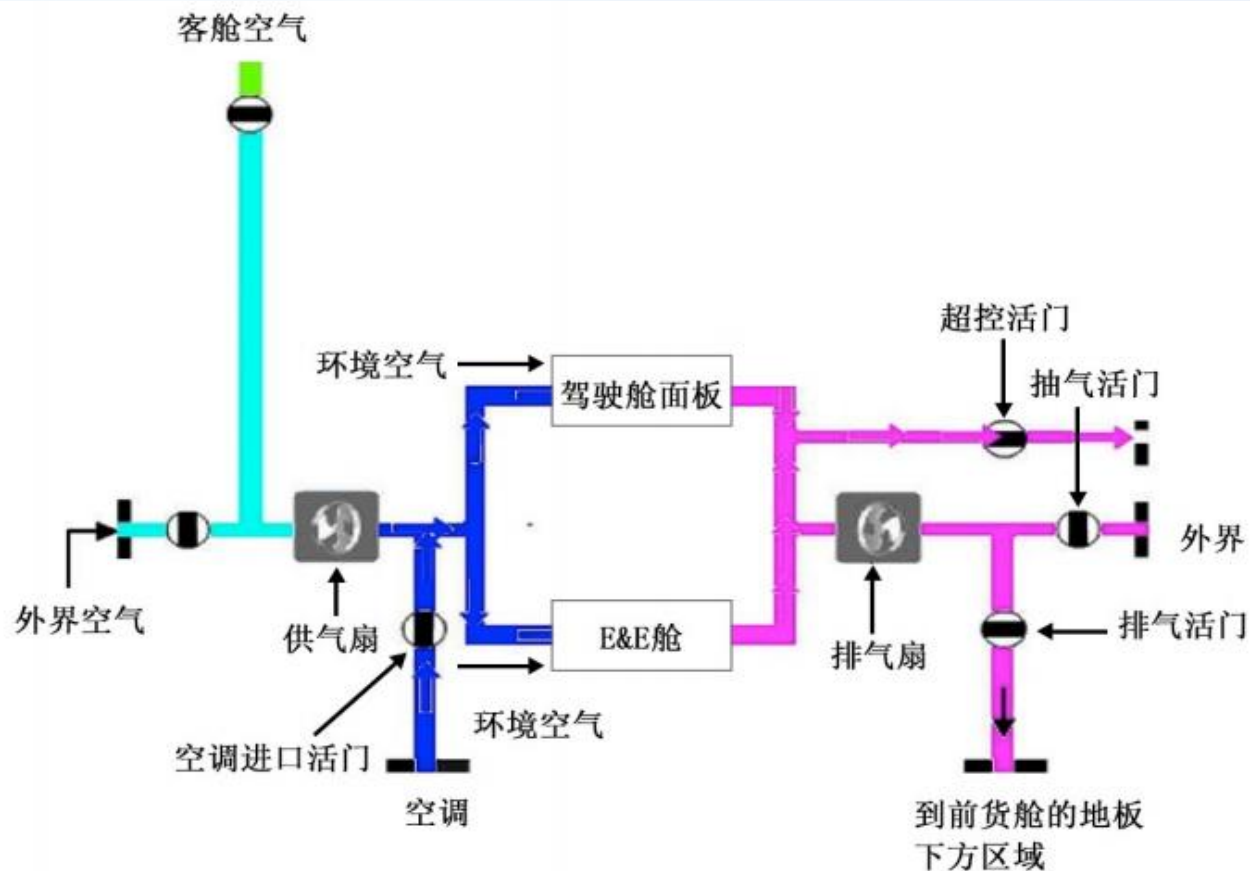 客舱空气
超控活门
环境空气
驾驶舱面板
抽气活门
外界
外界空气
供气扇
E&E舱
排气扇
排气活门
环境空气
空调进口活门
空调
到前货舱的地板
下方区域